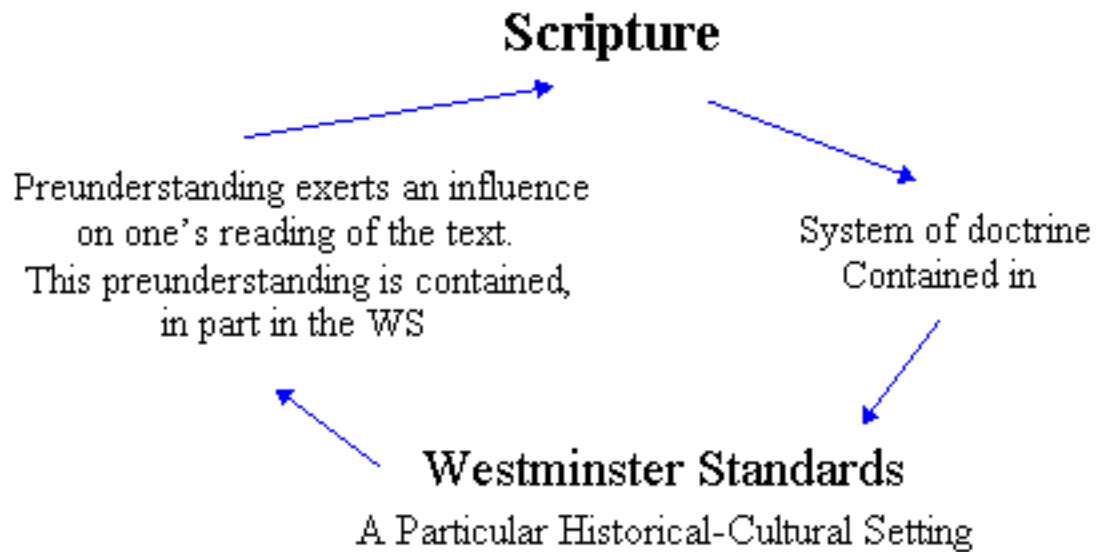 Scripture
Preunderstanding exerts an influence
on one’s reading of the text.
This preunderstanding is contained,
in part in the WS
System of doctrine
Contained in
Westminster Standards
A Particular Historical-Cultural Setting